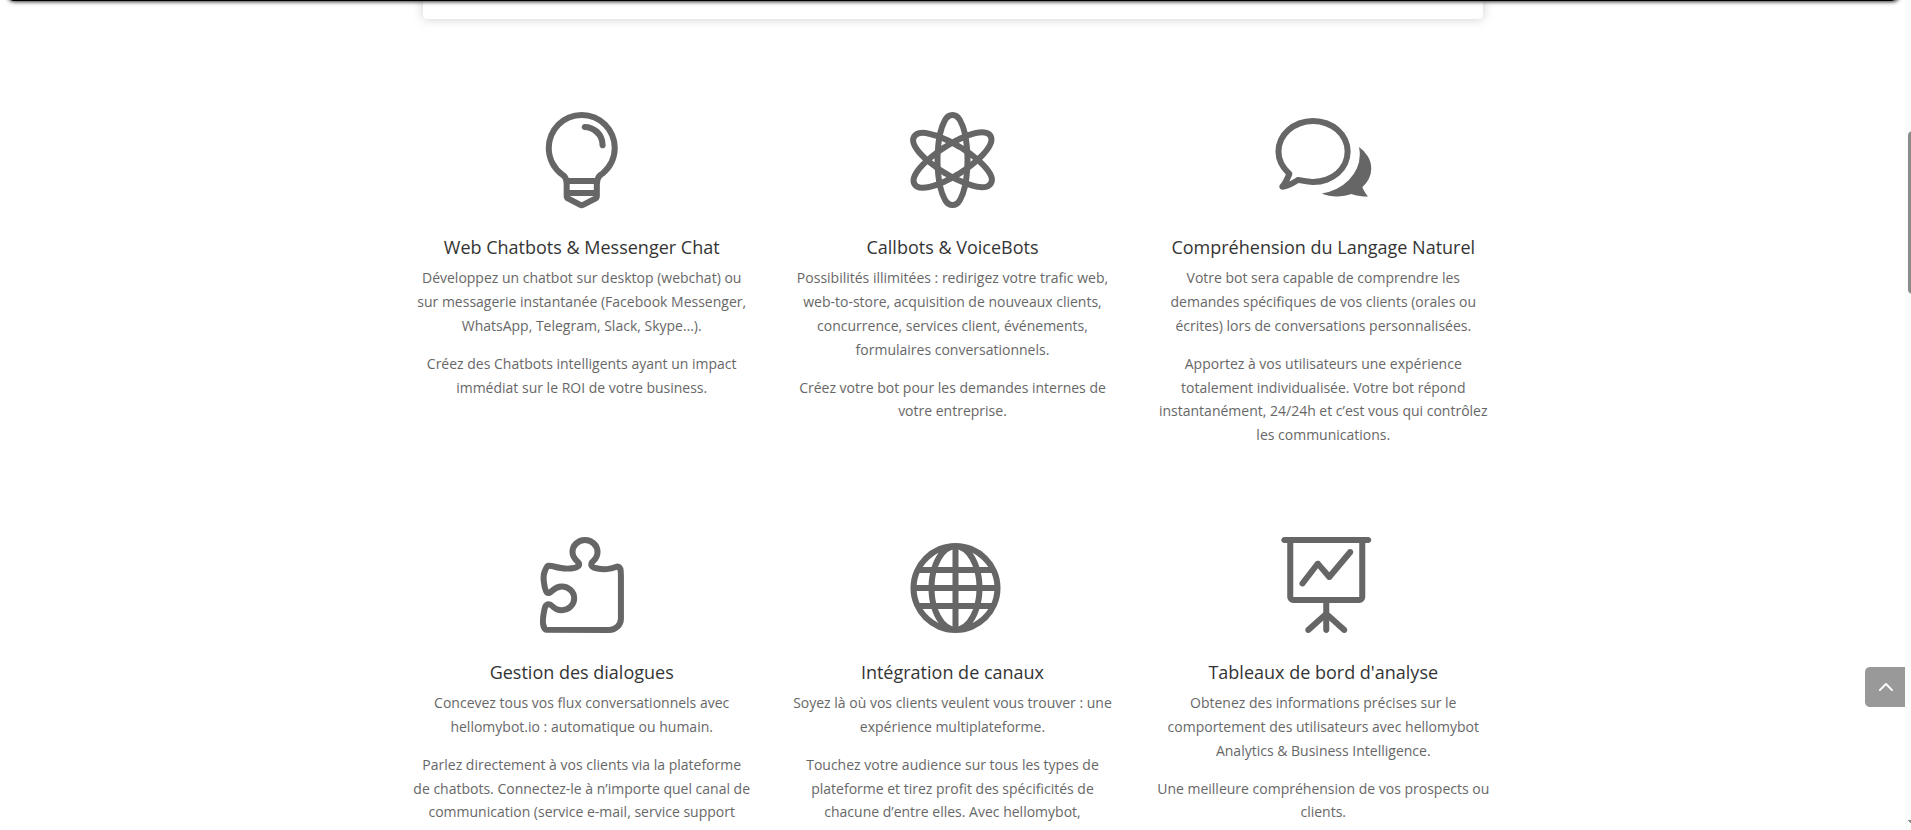 Web Chatbots & Messenger Chat
Développez un chatbot sur desktop (webchat) ou
sur messagerie instantanée (Facebook Messenger,
WhatsApp, Telegram, Slack, Skype…).
Créez des Chatbots intelligents ayant un impact
immédiat sur le ROI de votre business.
Callbots & VoiceBots
Possibilités illimitées : redirigez votre trafic web,
web-to-store, acquisition de nouveaux clients,
concurrence, services client, événements,
formulaires conversationnels.
Créez votre bot pour les demandes internes de
votre entreprise.
Compréhension du Langage Naturel
Votre bot sera capable de comprendre les
demandes spécifiques de vos clients (orales ou
écrites) lors de conversations personnalisées.
Apportez à vos utilisateurs une expérience
totalement individualisée. Votre bot répond
instantanément, 24/24h et c’est vous qui contrôlez
les communications.
Gestion des dialogues
Concevez tous vos flux conversationnels avec
hellomybot.io : automatique ou humain.
Parlez directement à vos clients via la plateforme
de chatbots. Connectez-le à n’importe quel canal de
communication (service e-mail, service support
Intégration de canaux
Soyez là où vos clients veulent vous trouver : une
expérience multiplateforme.
Touchez votre audience sur tous les types de
plateforme et tirez profit des spécificités de
chacune d’entre elles. Avec hellomybot,
Tableaux de bord d'analyse
Obtenez des informations précises sur le
comportement des utilisateurs avec hellomybot
Analytics & Business Intelligence.
Une meilleure compréhension de vos prospects ou
clients.